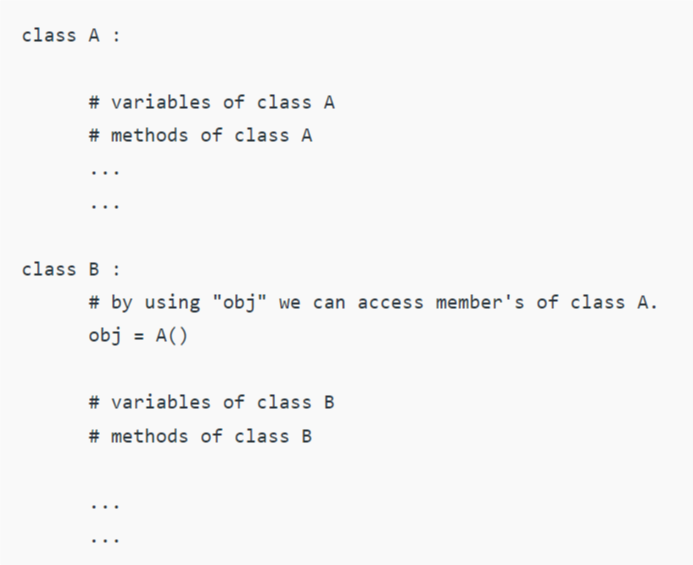 class A :
# variables of class A
# methods of class A
...
...
class B :
# by using "obj" we can access member's of class A.
obj = A()
# variables of class B
# methods of class B
...
...